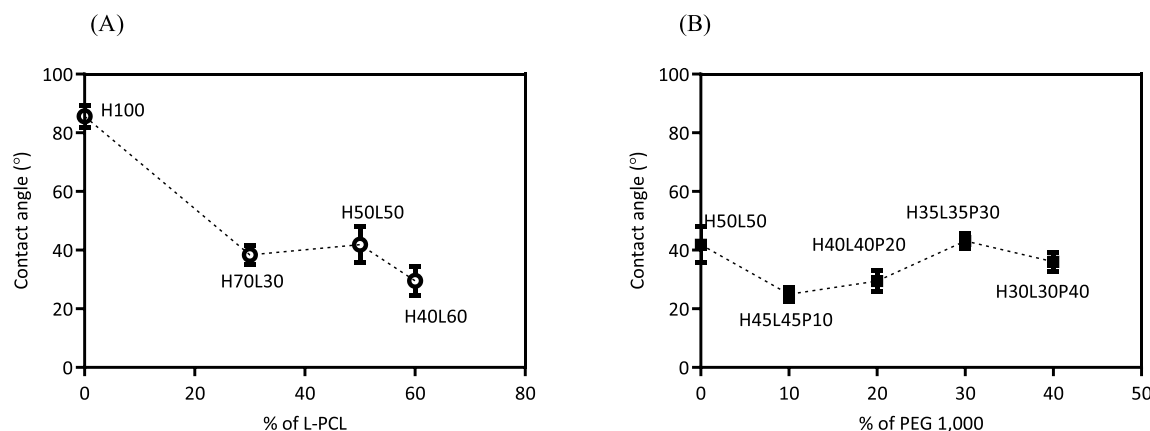 (A)
100
80
60
40
20
0
Contact angle (°)
H100
H50L50
H70L30
H40L60
0 20 40 60 80
% of L-PCL
(B)
100
80
60
40
20
0
Contact angle (°)
H50L50
H35L35P30
H40L40P20
H30L30P40
H45L45P10
0 10 20 30 40 50
% of PEG 1,000